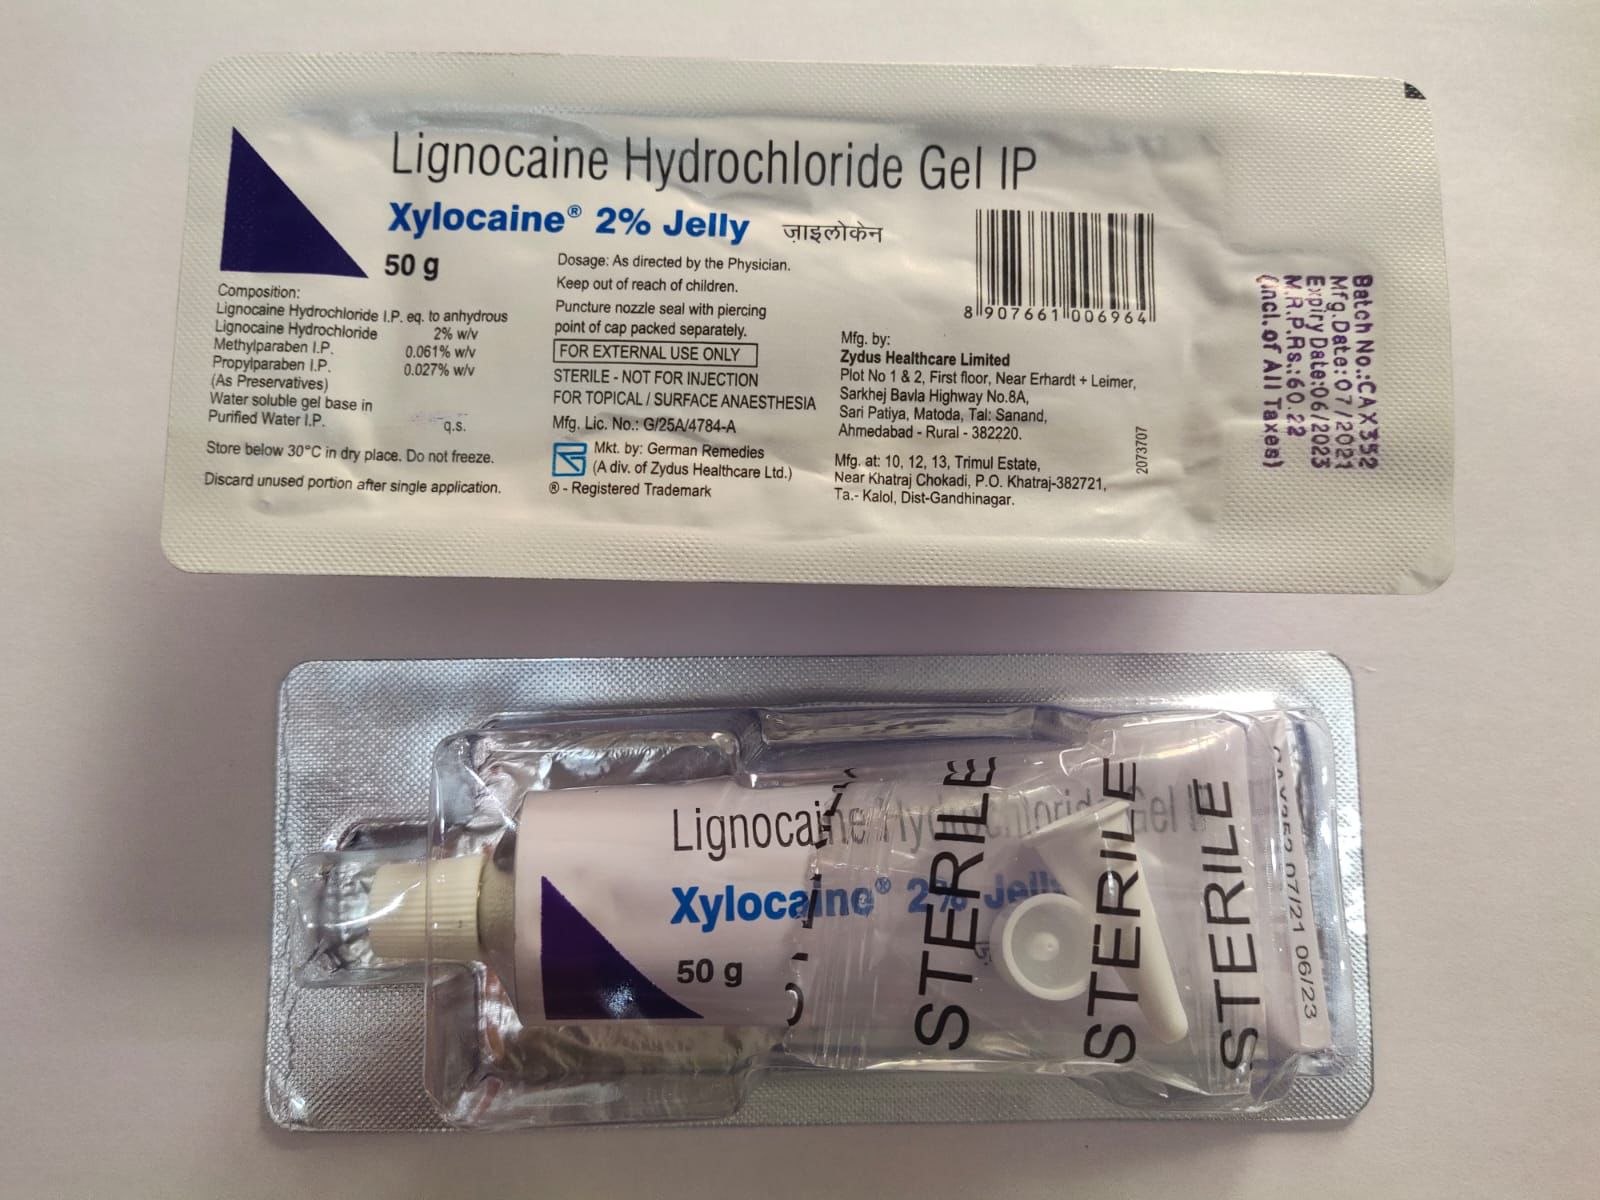 Lignocaine Hydrochloride Gel IP
Xylocaine® 2% Jelly ज़ाइलोकेन
50 g
Composition:
Lignocaine Hydrochloride I.P. eq. to anhydrous
Lignocaine Hydrochloride 2% w/v
Methylparaben I.P. 0.061% w/v
Propylparaben I.P. 0.027% w/v
(As Preservatives)
Water soluble gel base in
Purified Water I.P. q.s.
Store below 30°C in dry place. Do not freeze.
Discard unused portion after single application.
Dosage: As directed by the Physician.
Keep out of reach of children.
Puncture nozzle seal with piercing
point of cap packed separately.
FOR EXTERNAL USE ONLY
STERILE - NOT FOR INJECTION
FOR TOPICAL / SURFACE ANAESTHESIA
Mfg. Lic. No.: G/25A/4784-A
Mkt. by: German Remedies
(A div. of Zydus Healthcare Ltd.)
® - Registered Trademark
8 907661 006964
Mfg. by:
Zydus Healthcare Limited
Plot No 1 & 2, First floor, Near Erhardt + Leimer,
Sarkhej Bavla Highway No.8A,
Sari Patiya, Matoda, Tal: Sanand,
Ahmedabad - Rural - 382220.
Mfg. at: 10, 12, 13, Trimul Estate,
Near Khatraj Chokadi, P.O. Khatraj-382721,
Ta.- Kalol, Dist-Gandhinagar.
2073707
Batch No.:CAX352
Mfg.Date:07/2021
Expiry Date:06/2023
M.R.P.Rs.:60.22
(incl.of All Taxes)
Lignocaine Hydrochloride Gel IP
Xylocaine® 2% Jelly
50 g
STERILE
STERILE
STERILE
CAX352 07/21 06/23